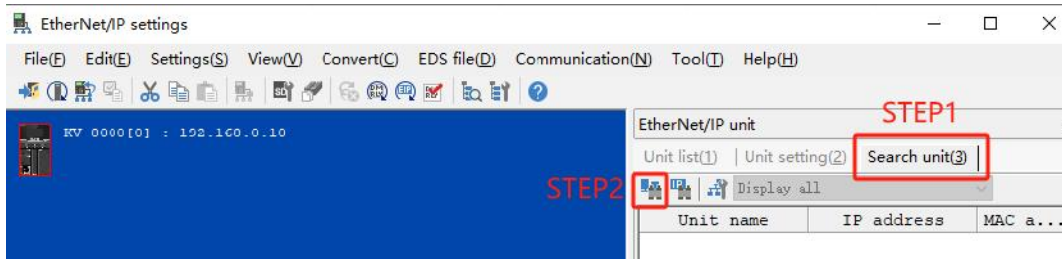 EtherNet/IP settings
File(F) Edit(E) Settings(S) View(V) Convert(C) EDS file(D) Communication(N) Tool(T) Help(H)
KV 0000[0] : 192.160.0.10
EtherNet/IP unit
STEP1
Unit list(1) Unit setting(2) Search unit(3)
STEP2
Display all
Unit name IP address MAC a...